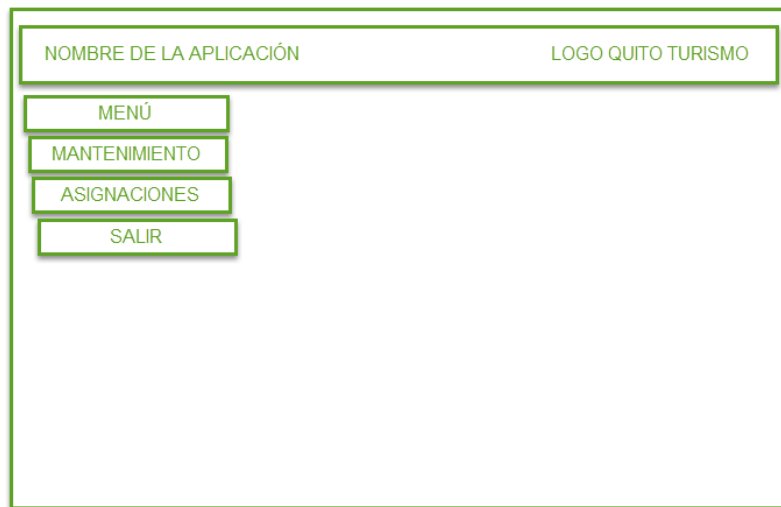 NOMBRE DE LA APLICACIÓN LOGO QUITO TURISMO
MENÚ
MANTENIMIENTO
ASIGNACIONES
SALIR